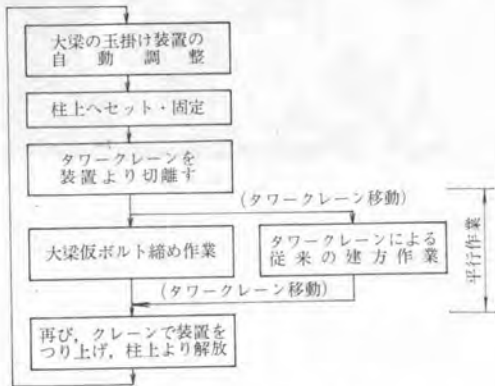 大梁の玉掛け装置の
自動調整
柱上へセット・固定
タワークレーンを
装置より切離す
(タワークレーン移動)
大梁仮ボルト締め作業
タワークレーンによる
従来の建方作業
平行作業
(タワークレーン移動)
再び,クレーンで装置を
つり上げ,柱上より解放